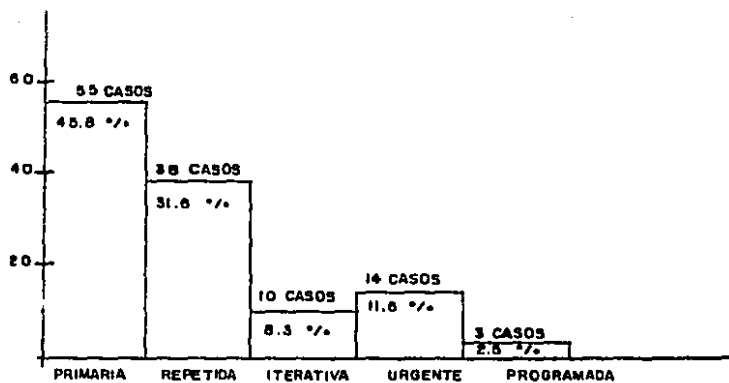 60
55 CASOS
45.8 %
40
38 CASOS
31.6 %
20
10 CASOS
8.3 %
14 CASOS
11.6 %
3 CASOS
2.5 %
PRIMARIA REPETIDA ITERATIVA URGENTE PROGRAMADA